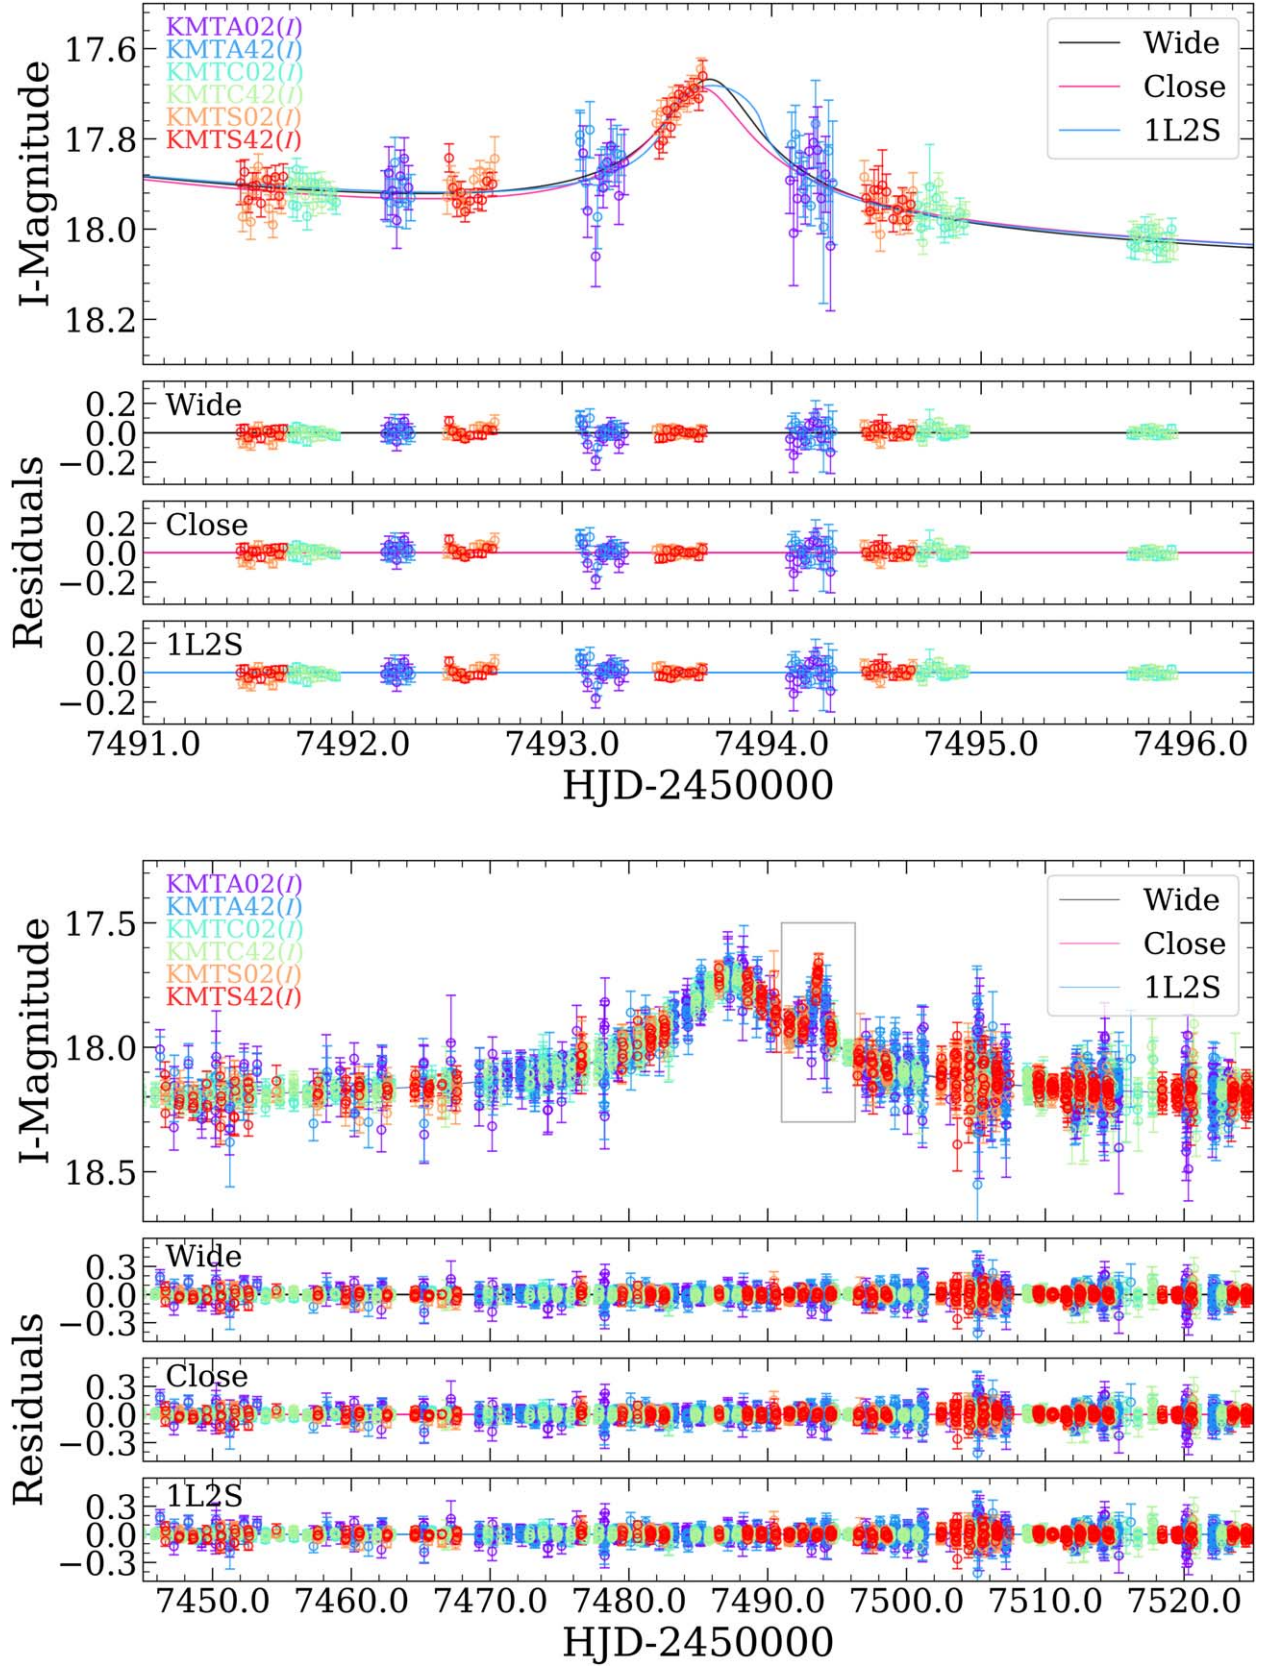 KMTA02(I)
KMTA42(I)
KMTC02(I)
KMTC42(I)
KMTS02(I)
KMTS42(I)
Wide
Close
1L2S
17.6
17.8
18.0
18.2
I-Magnitude
Wide
0.2
0.0
−0.2
Close
0.2
0.0
−0.2
1L2S
0.2
0.0
−0.2
Residuals
7491.0 7492.0 7493.0 7494.0 7495.0 7496.0
HJD-2450000
KMTA02(I)
KMTA42(I)
KMTC02(I)
KMTC42(I)
KMTS02(I)
KMTS42(I)
Wide
Close
1L2S
17.5
18.0
18.5
I-Magnitude
Wide
0.3
0.0
−0.3
Close
0.3
0.0
−0.3
1L2S
0.3
0.0
−0.3
Residuals
7450.0 7460.0 7470.0 7480.0 7490.0 7500.0 7510.0 7520.0
HJD-2450000